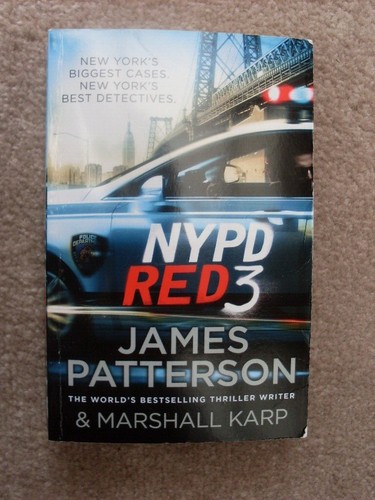 NEW YORK'S
BIGGEST CASES.
NEW YORK'S
BEST DETECTIVES.
NYPD
RED 3
JAMES
PATTERSON
THE WORLD'S BESTSELLING THRILLER WRITER
& MARSHALL KARP